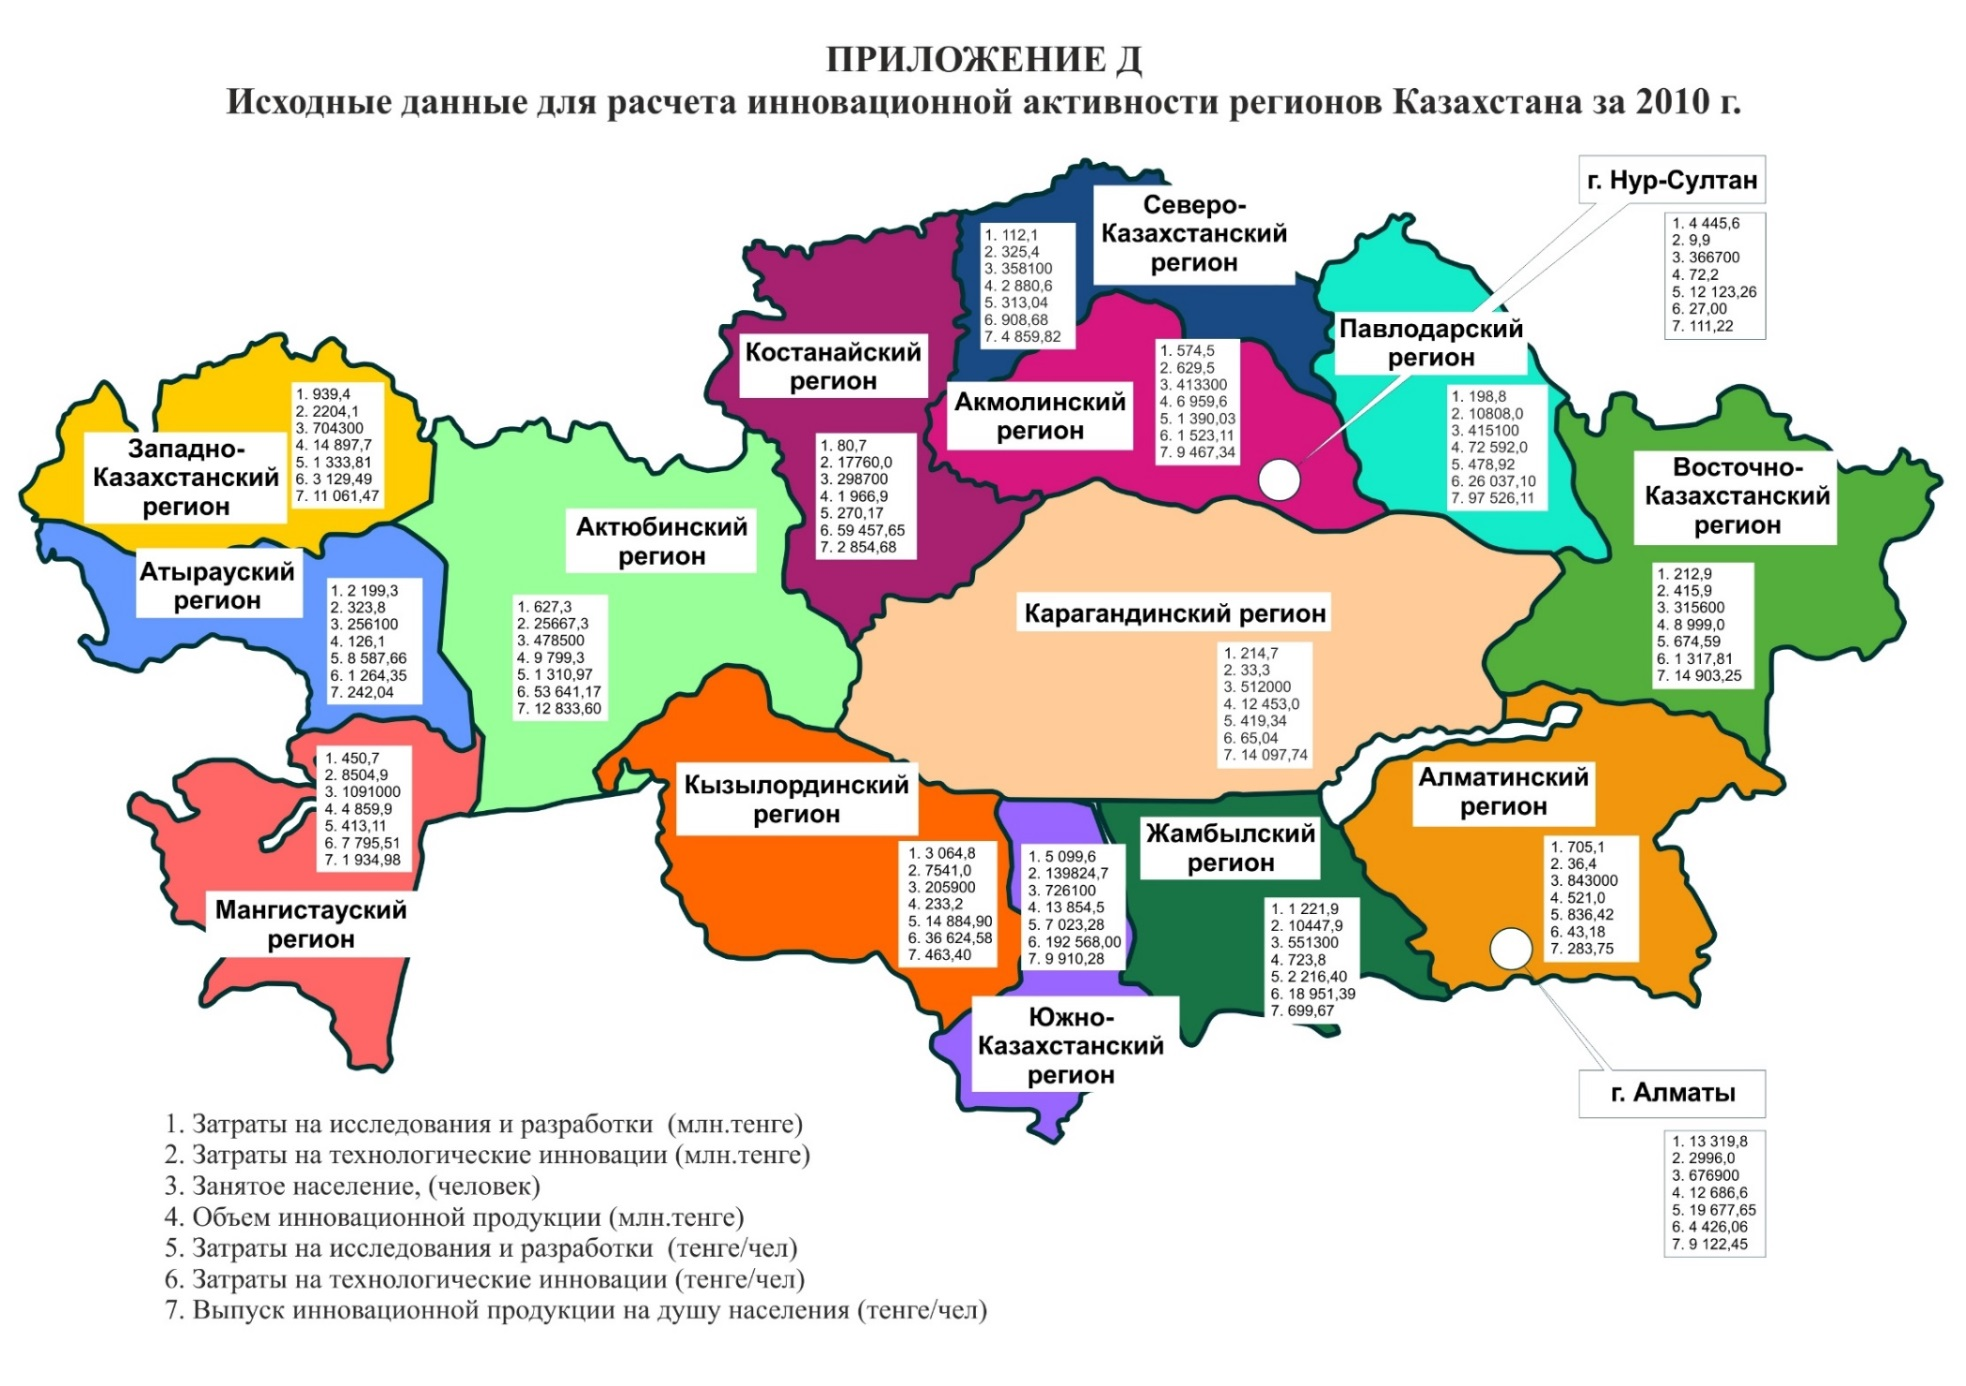 ПРИЛОЖЕНИЕ Д
Исходные данные для расчета инновационной активности регионов Казахстана за 2010 г.
г. Нур-Султан
1. 4 445,6
2. 9,9
3. 366700
4. 72,2
5. 12 123,26
6. 27,00
7. 111,22
Северо-
Казахстанский
регион
1. 112,1
2. 325,4
3. 358100
4. 2 880,6
5. 313,04
6. 908,68
7. 4 859,82
Костанайский
регион
1. 80,7
2. 17760,0
3. 298700
4. 1 966,9
5. 270,17
6. 59 457,65
7. 2 854,68
Акмолинский
регион
1. 574,5
2. 629,5
3. 413300
4. 6 959,6
5. 1 390,03
6. 1 523,11
7. 9 467,34
Павлодарский
регион
1. 198,8
2. 10808,0
3. 415100
4. 72 592,0
5. 478,92
6. 26 037,10
7. 97 526,11
Западно-
Казахстанский
регион
1. 939,4
2. 2204,1
3. 704300
4. 14 897,7
5. 1 333,81
6. 3 129,49
7. 11 061,47
Восточно-
Казахстанский
регион
1. 212,9
2. 415,9
3. 315600
4. 8 999,0
5. 674,59
6. 1 317,81
7. 14 903,25
Атырауский
регион
1. 2 199,3
2. 323,8
3. 256100
4. 126,1
5. 8 587,66
6. 1 264,35
7. 242,04
Актюбинский
регион
1. 627,3
2. 25667,3
3. 478500
4. 9 799,3
5. 1 310,97
6. 53 641,17
7. 12 833,60
Карагандинский регион
1. 214,7
2. 33,3
3. 512000
4. 12 453,0
5. 419,34
6. 65,04
7. 14 097,74
Мангистауский
регион
1. 450,7
2. 8504,9
3. 1091000
4. 4 859,9
5. 413,11
6. 7 795,51
7. 1 934,98
Кызылординский
регион
1. 3 064,8
2. 7541,0
3. 205900
4. 233,2
5. 14 884,90
6. 36 624,58
7. 463,40
1. 5 099,6
2. 139824,7
3. 726100
4. 13 854,5
5. 7 023,28
6. 192 568,00
7. 9 910,28
Южно-
Казахстанский
регион
Жамбылский
регион
1. 1 221,9
2. 10447,9
3. 551300
4. 723,8
5. 2 216,40
6. 18 951,39
7. 699,67
Алматинский
регион
1. 705,1
2. 36,4
3. 843000
4. 521,0
5. 836,42
6. 43,18
7. 283,75
г. Алматы
1. 13 319,8
2. 2996,0
3. 676900
4. 12 686,6
5. 19 677,65
6. 4 426,06
7. 9 122,45
1. Затраты на исследования и разработки (млн.тенге)
2. Затраты на технологические инновации (млн.тенге)
3. Занятое население, (человек)
4. Объем инновационной продукции (млн.тенге)
5. Затраты на исследования и разработки (тенге/чел)
6. Затраты на технологические инновации (тенге/чел)
7. Выпуск инновационной продукции на душу населения (тенге/чел)